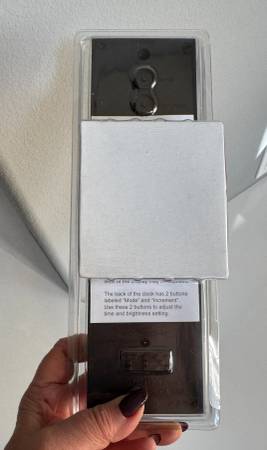 The back of the clock has 2 buttons
labeled "Mode" and "Increment".
Use these 2 buttons to adjust the
time and brightness setting.